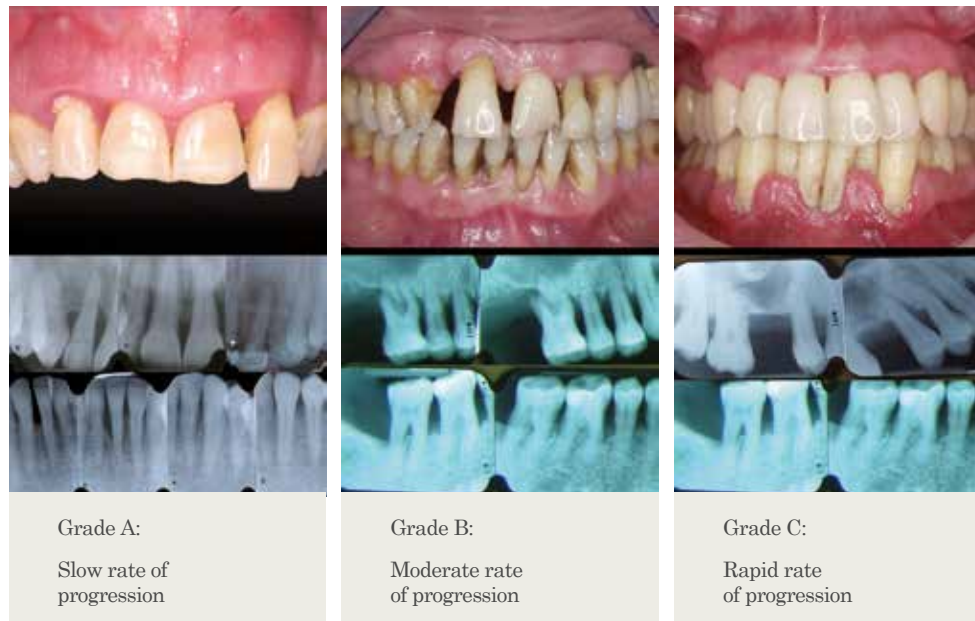 Grade A:
Slow rate of
progression
Grade B:
Moderate rate
of progression
Grade C:
Rapid rate
of progression